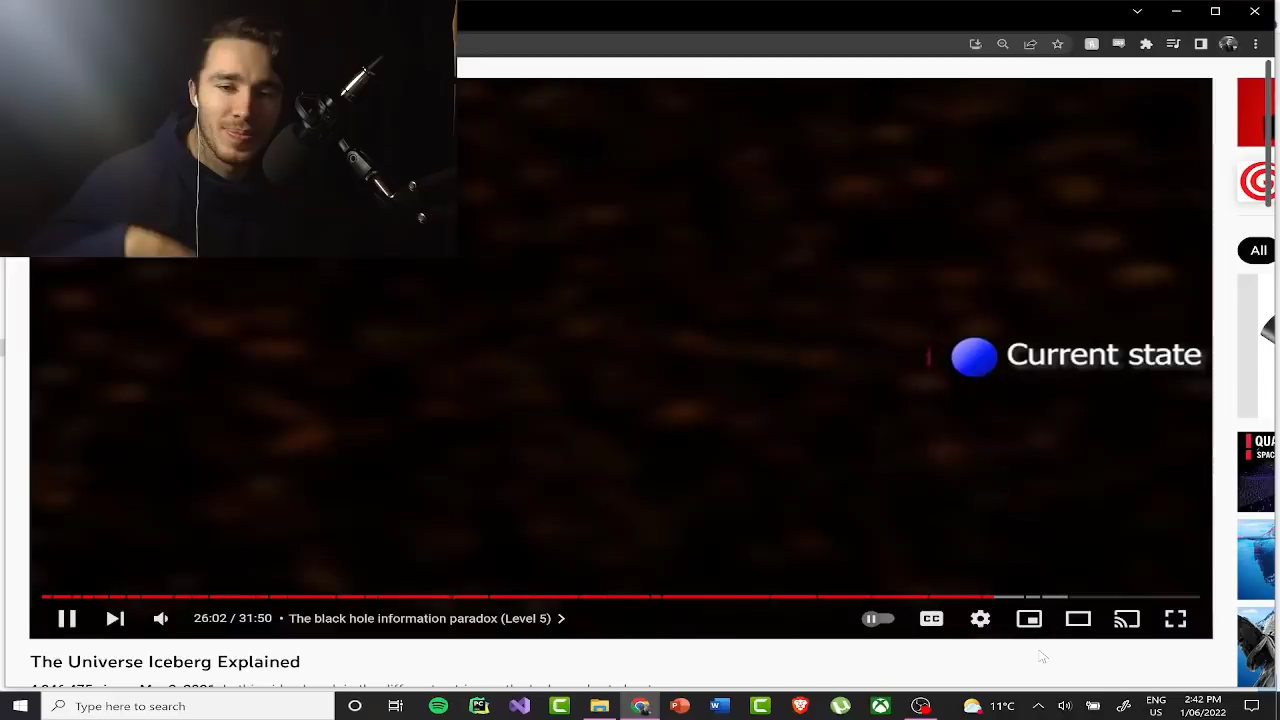 All
Current state
QUA
SPAC
26:02 / 31:50 • The black hole information paradox (Level 5)
CC
The Universe Iceberg Explained
Type here to search
11°C
ENG
US
2:42 PM
1/06/2022